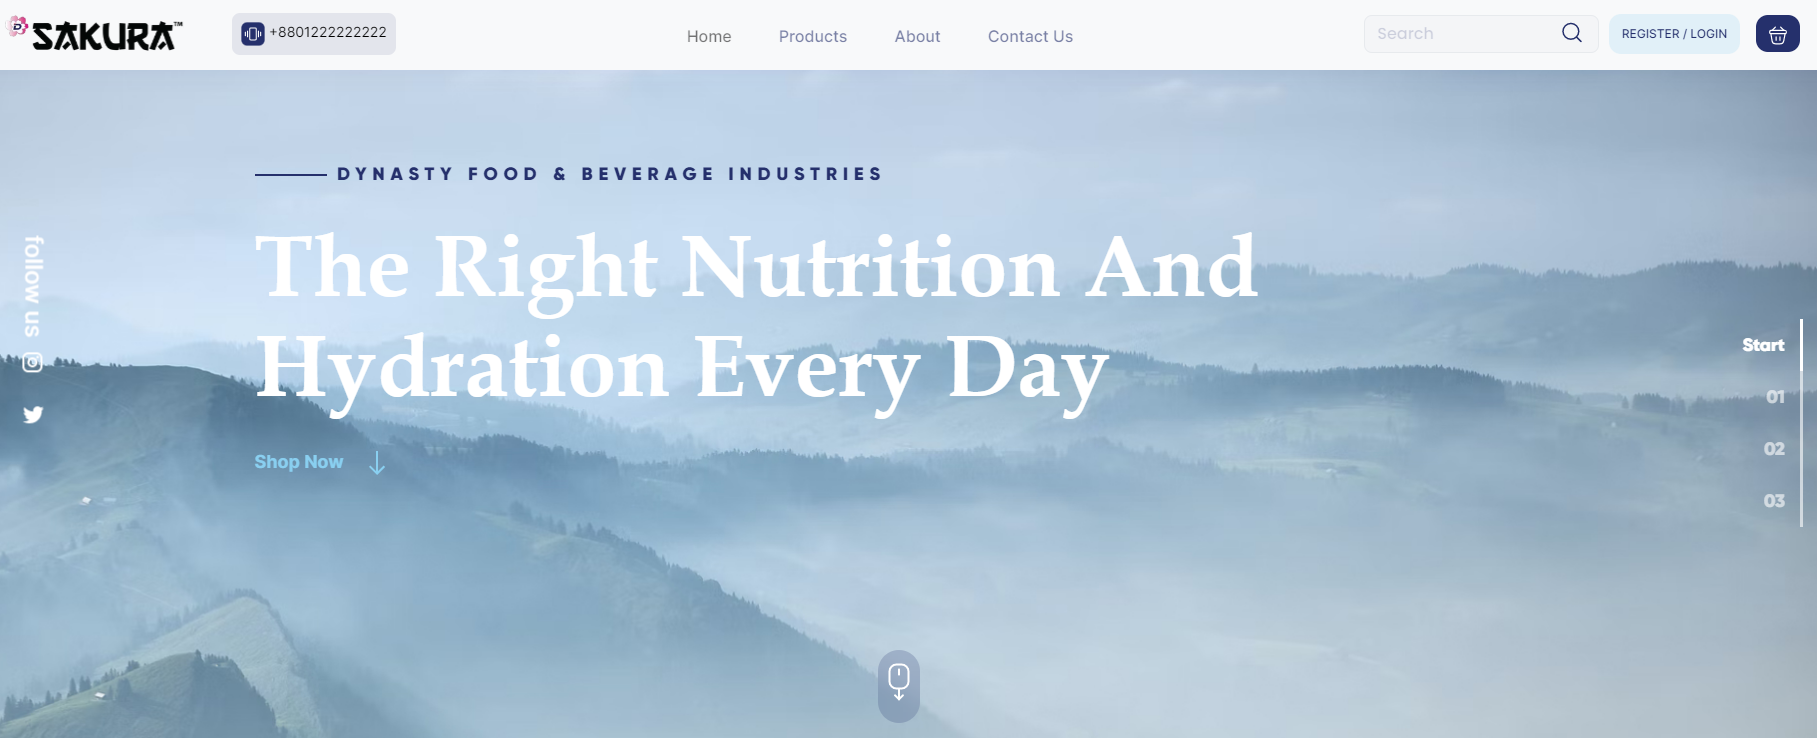 SAKURA™
+8801222222222
Home
Products
About
Contact Us
Search
REGISTER / LOGIN
DYNASTY FOOD & BEVERAGE INDUSTRIES
The Right Nutrition And
Hydration Every Day
Shop Now
follow us
Start
01
02
03